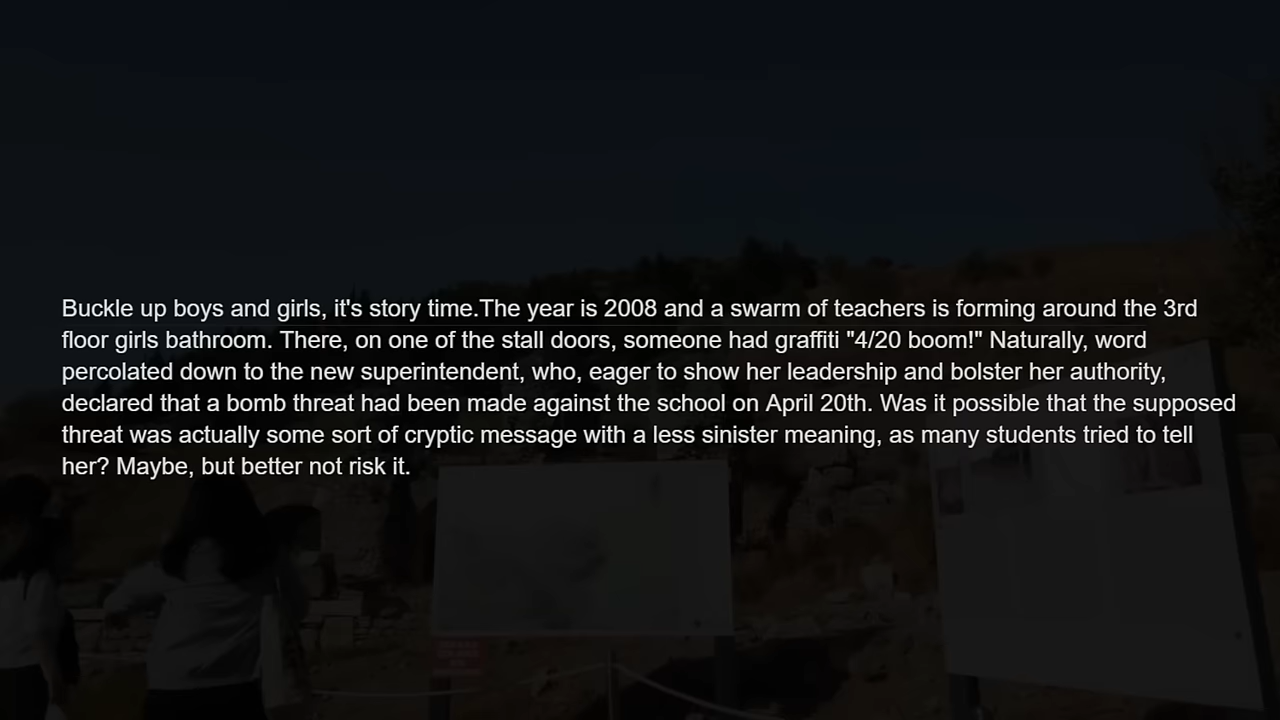 Buckle up boys and girls, it's story time.The year is 2008 and a swarm of teachers is forming around the 3rd
floor girls bathroom. There, on one of the stall doors, someone had graffiti "4/20 boom!" Naturally, word
percolated down to the new superintendent, who, eager to show her leadership and bolster her authority,
declared that a bomb threat had been made against the school on April 20th. Was it possible that the supposed
threat was actually some sort of cryptic message with a less sinister meaning, as many students tried to tell
her? Maybe, but better not risk it.